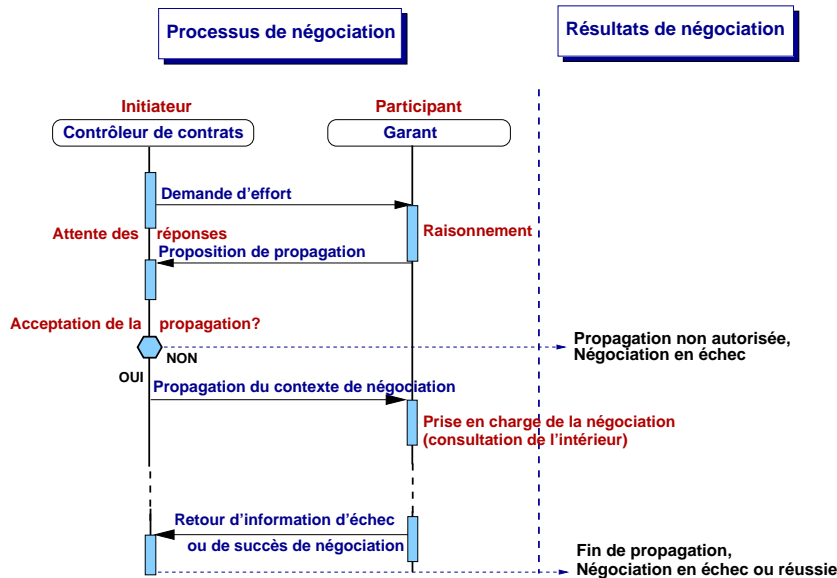 Processus de négociation
Résultats de négociation
Initiateur
Participant
Contrôleur de contrats
Garant
Demande d'effort
Attente des réponses
Raisonnement
Proposition de propagation
Acceptation de la propagation?
NON
Propagation non autorisée,
Négociation en échec
OUI
Propagation du contexte de négociation
Prise en charge de la négociation
(consultation de l'intérieur)
Retour d'information d'échec
ou de succès de négociation
Fin de propagation,
Négociation en échec ou réussie